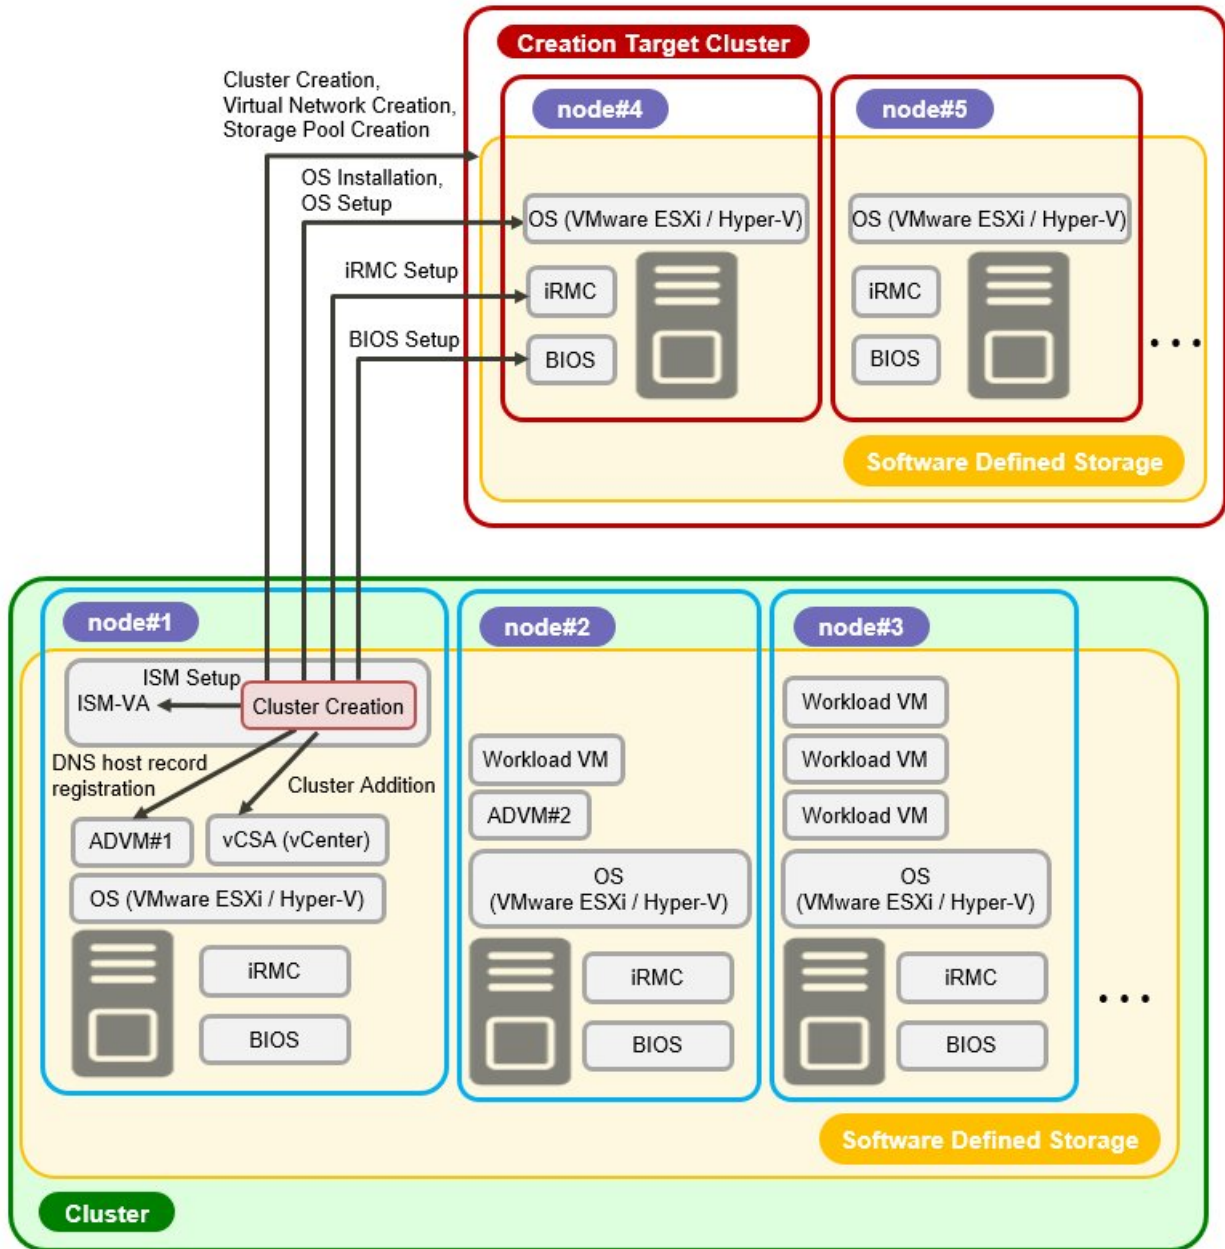 Creation Target Cluster
Cluster Creation,
Virtual Network Creation,
Storage Pool Creation
node#4
node#5
OS Installation,
OS Setup
OS (VMware ESXi / Hyper-V)
OS (VMware ESXi / Hyper-V)
iRMC Setup
iRMC
iRMC
BIOS Setup
BIOS
BIOS
• • •
Software Defined Storage
node#1
node#2
node#3
ISM Setup
ISM-VA
Cluster Creation
DNS host record
registration
Cluster Addition
ADVM#1
vCSA (vCenter)
OS (VMware ESXi / Hyper-V)
iRMC
BIOS
Workload VM
ADVM#2
OS
(VMware ESXi / Hyper-V)
iRMC
BIOS
Workload VM
Workload VM
Workload VM
OS
(VMware ESXi / Hyper-V)
iRMC
BIOS
• • •
Software Defined Storage
Cluster